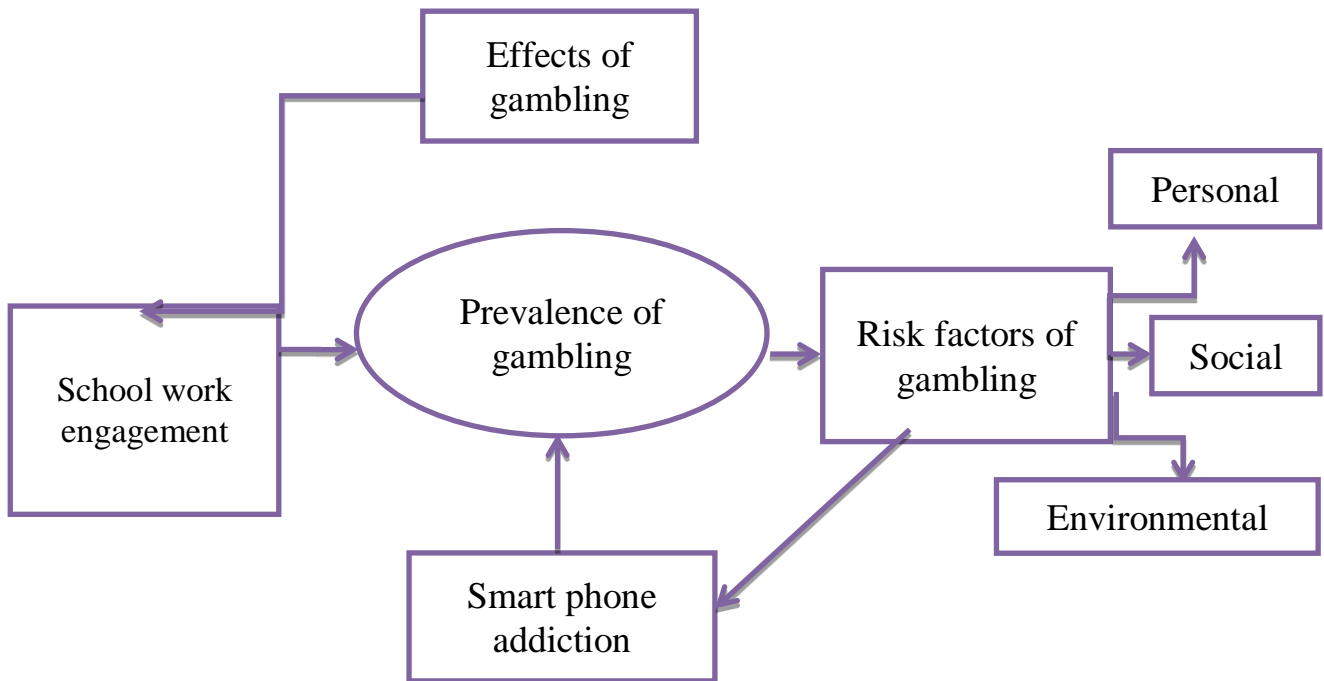 Effects of
gambling
Personal
Prevalence of
gambling
Risk factors of
gambling
Social
School work
engagement
Environmental
Smart phone
addiction